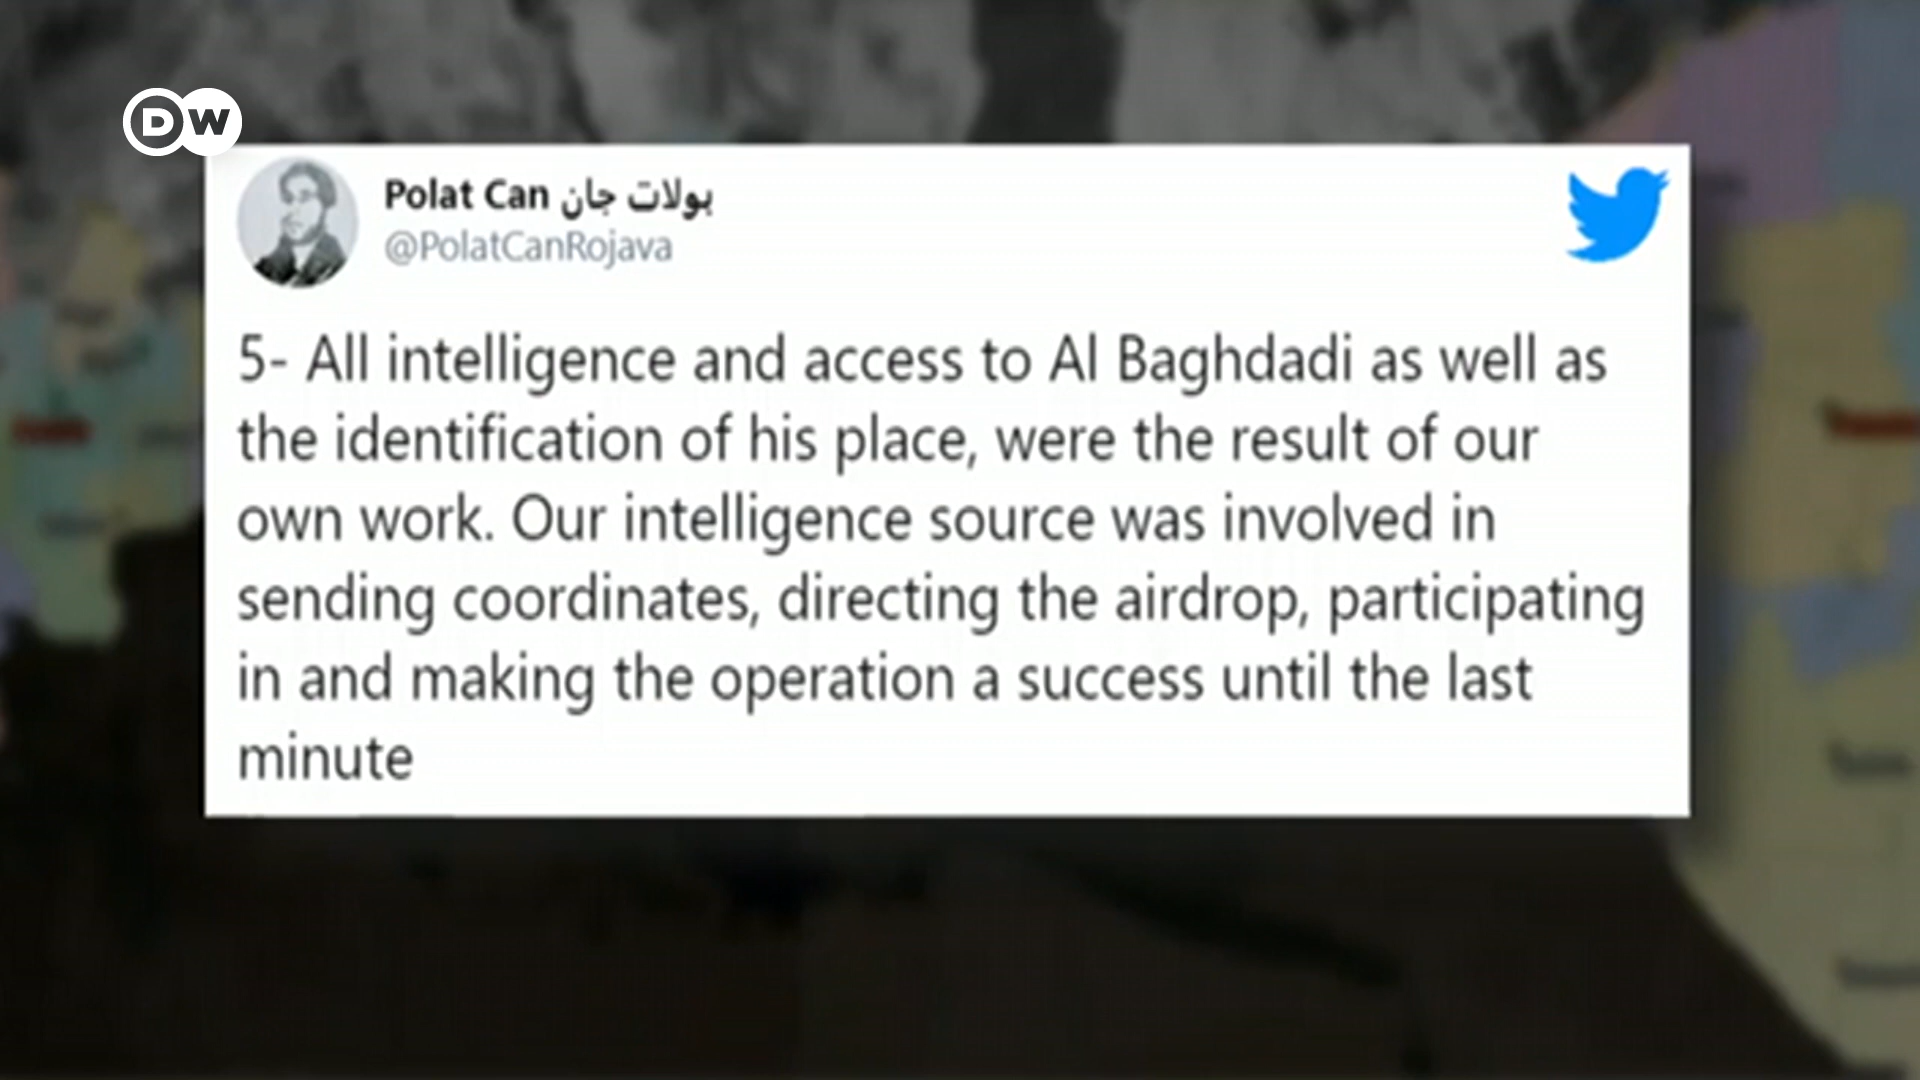 DW
Polat Can بولات جان
@PolatCanRojava
5- All intelligence and access to Al Baghdadi as well as
the identification of his place, were the result of our
own work. Our intelligence source was involved in
sending coordinates, directing the airdrop, participating
in and making the operation a success until the last
minute